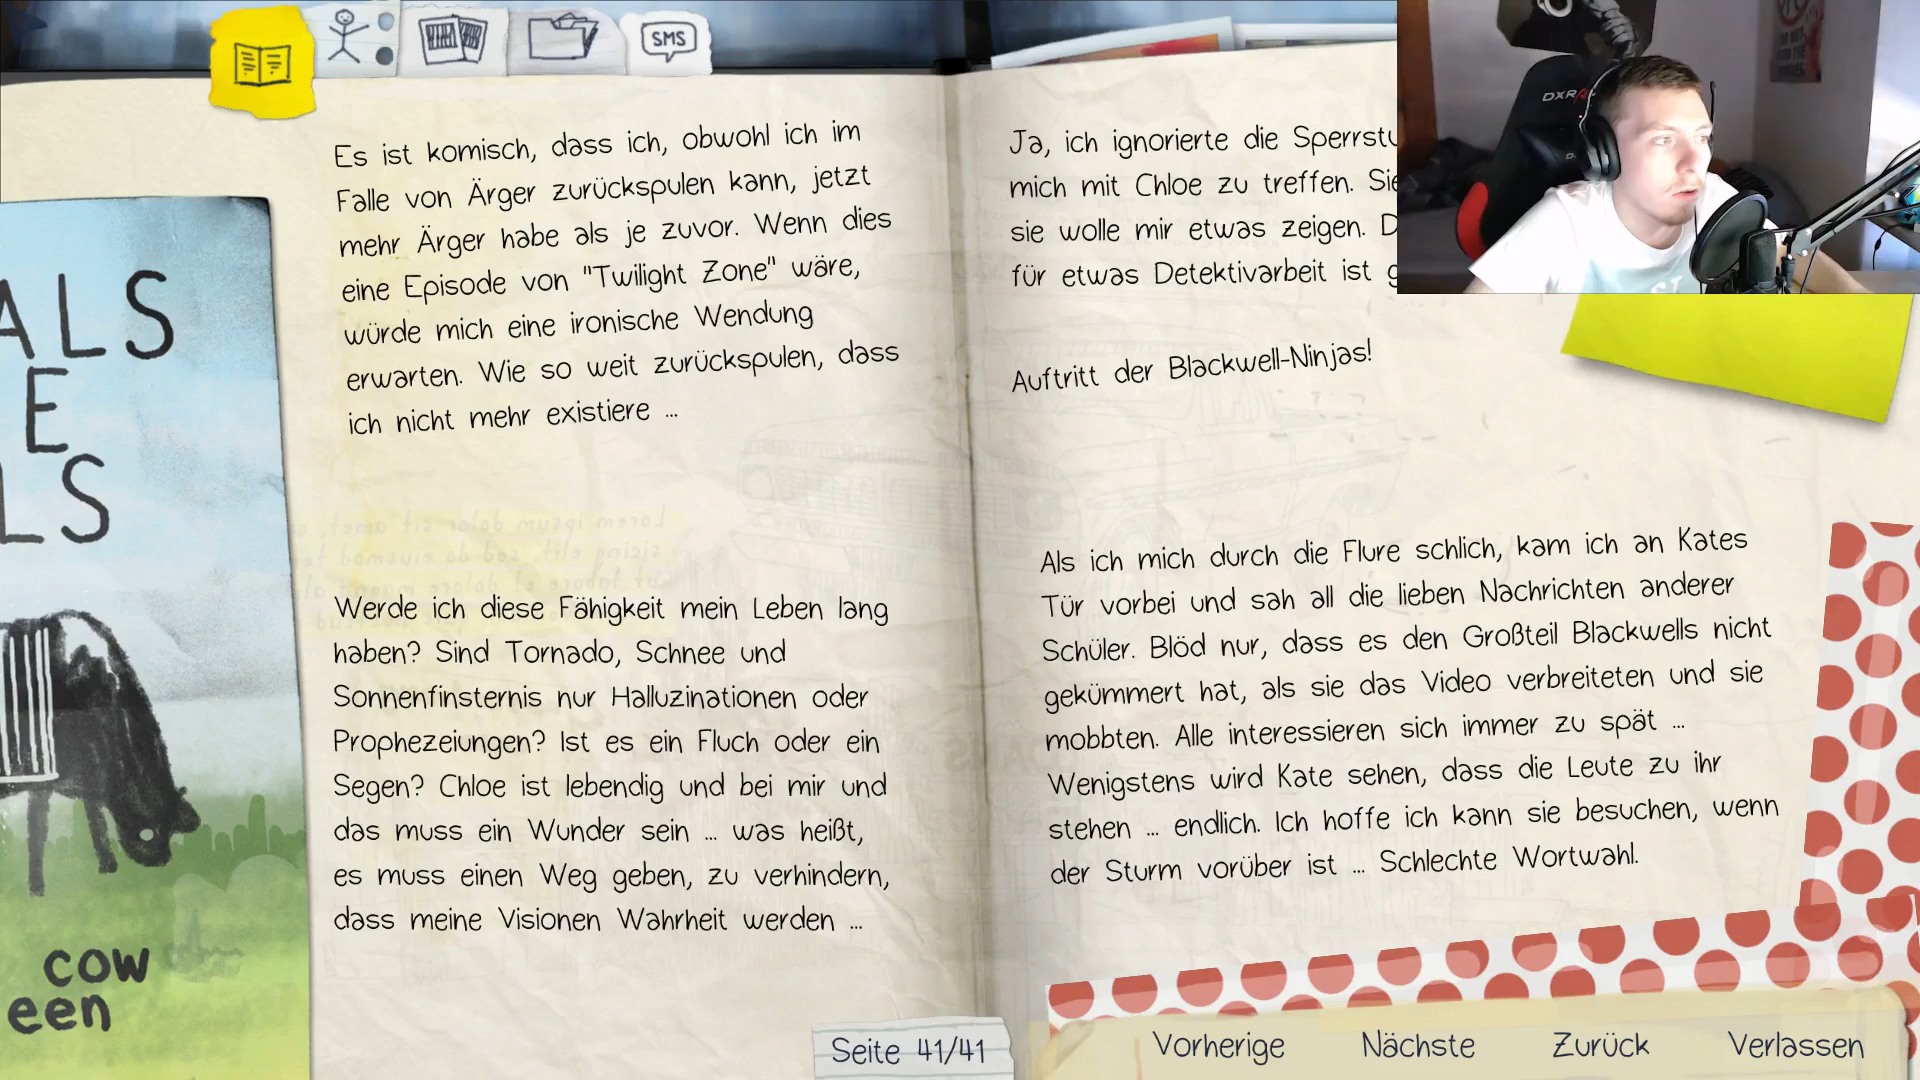 SMS
Es ist komisch, dass ich, obwohl ich im
Falle von Ärger zurückspulen kann, jetzt
mehr Ärger habe als je zuvor. Wenn dies
eine Episode von "Twilight Zone" wäre,
würde mich eine ironische Wendung
erwarten. Wie so weit zurückspulen, dass
ich nicht mehr existiere ...
Werde ich diese Fähigkeit mein Leben lang
haben? Sind Tornado, Schnee und
Sonnenfinsternis nur Halluzinationen oder
Prophezeiungen? Ist es ein Fluch oder ein
Segen? Chloe ist lebendig und bei mir und
das muss ein Wunder sein ... was heißt,
es muss einen Weg geben, zu verhindern,
dass meine Visionen Wahrheit werden ...
Ja, ich ignorierte die
mich mit Chloe zu treffen.
sie wolle mir etwas zeigen.
für etwas Detektivarbeit ist
Auftritt der Blackwell-Ninjas!
Als ich mich durch die Flure schlich, kam ich an Kates
Tür vorbei und sah all die lieben Nachrichten anderer
Schüler. Blöd nur, dass es den Großteil Blackwells nicht
gekümmert hat, als sie das Video verbreiteten und sie
mobbten. Alle interessieren sich immer zu spät ...
Wenigstens wird Kate sehen, dass die Leute zu ihr
stehen ... endlich. Ich hoffe ich kann sie besuchen, wenn
der Sturm vorüber ist ... Schlechte Wortwahl.
ALS
E
LS
cow
een
Seite 41/41
Vorherige Nächste Zurück Verlassen